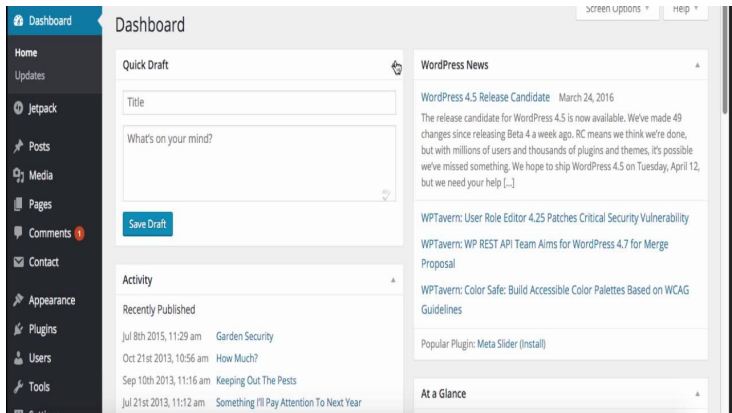 Dashboard
Home
Updates
Jetpack
Posts
Media
Pages
Comments 1
Contact
Appearance
Plugins
Users
Tools
Screen Options
Help
Dashboard
Quick Draft
Title
What's on your mind?
Save Draft
Activity
Recently Published
Jul 8th 2015, 11:29 am Garden Security
Oct 21st 2013, 10:56 am How Much?
Sep 10th 2013, 11:16 am Keeping Out The Pests
Jul 21st 2013, 11:12 am Something I'll Pay Attention To Next Year
WordPress News
WordPress 4.5 Release Candidate March 24, 2016
The release candidate for WordPress 4.5 is now available. We've made 49
changes since releasing Beta 4 a week ago. RC means we think we're done,
but with millions of users and thousands of plugins and themes, it's possible
we've missed something. We hope to ship WordPress 4.5 on Tuesday, April 12,
but we need your help [...]
WPTavern: User Role Editor 4.25 Patches Critical Security Vulnerability
WPTavern: WP REST API Team Aims for WordPress 4.7 for Merge
Proposal
WPTavern: Color Safe: Build Accessible Color Palettes Based on WCAG
Guidelines
Popular Plugin: Meta Slider (Install)
At a Glance